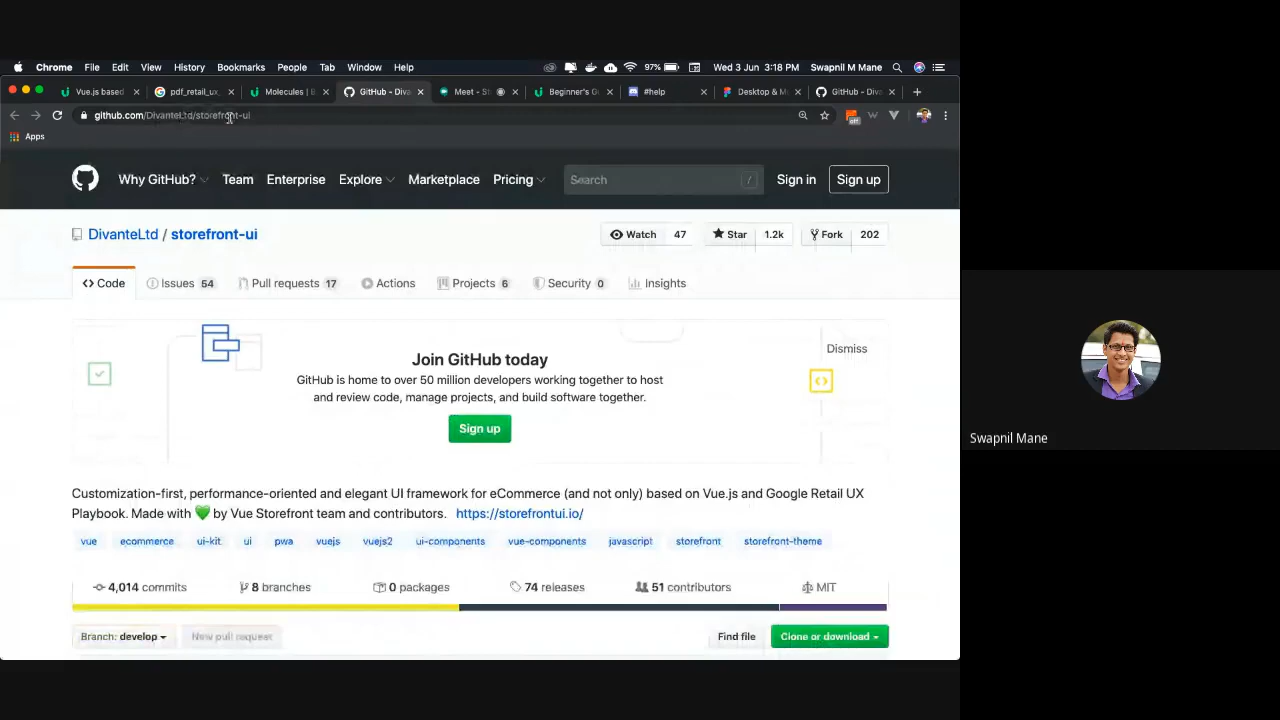 Chrome File Edit View History Bookmarks People Tab Window Help 97% Wed 3 Jun 3:18 PM Swapnil M Mane
Vue.js based pdf_retail_ux_ Molecules | B GitHub - Diva Meet - St Beginner's G #help Desktop & M GitHub - Diva
github.com/DivanteLtd/storefront-ui
off
Apps
Why GitHub? Team Enterprise Explore Marketplace Pricing Search / Sign in Sign up
DivanteLtd / storefront-ui Watch 47 Star 1.2k Fork 202
Code Issues 54 Pull requests 17 Actions Projects 6 Security 0 Insights
Dismiss
Join GitHub today
GitHub is home to over 50 million developers working together to host
and review code, manage projects, and build software together.
Sign up
Swapnil Mane
Customization-first, performance-oriented and elegant UI framework for eCommerce (and not only) based on Vue.js and Google Retail UX
Playbook. Made with 💚 by Vue Storefront team and contributors. https://storefrontui.io/
vue ecommerce ui-kit ui pwa vuejs vuejs2 ui-components vue-components javascript storefront storefront-theme
4,014 commits 8 branches 0 packages 74 releases 51 contributors MIT
Branch: develop New pull request Find file Clone or download